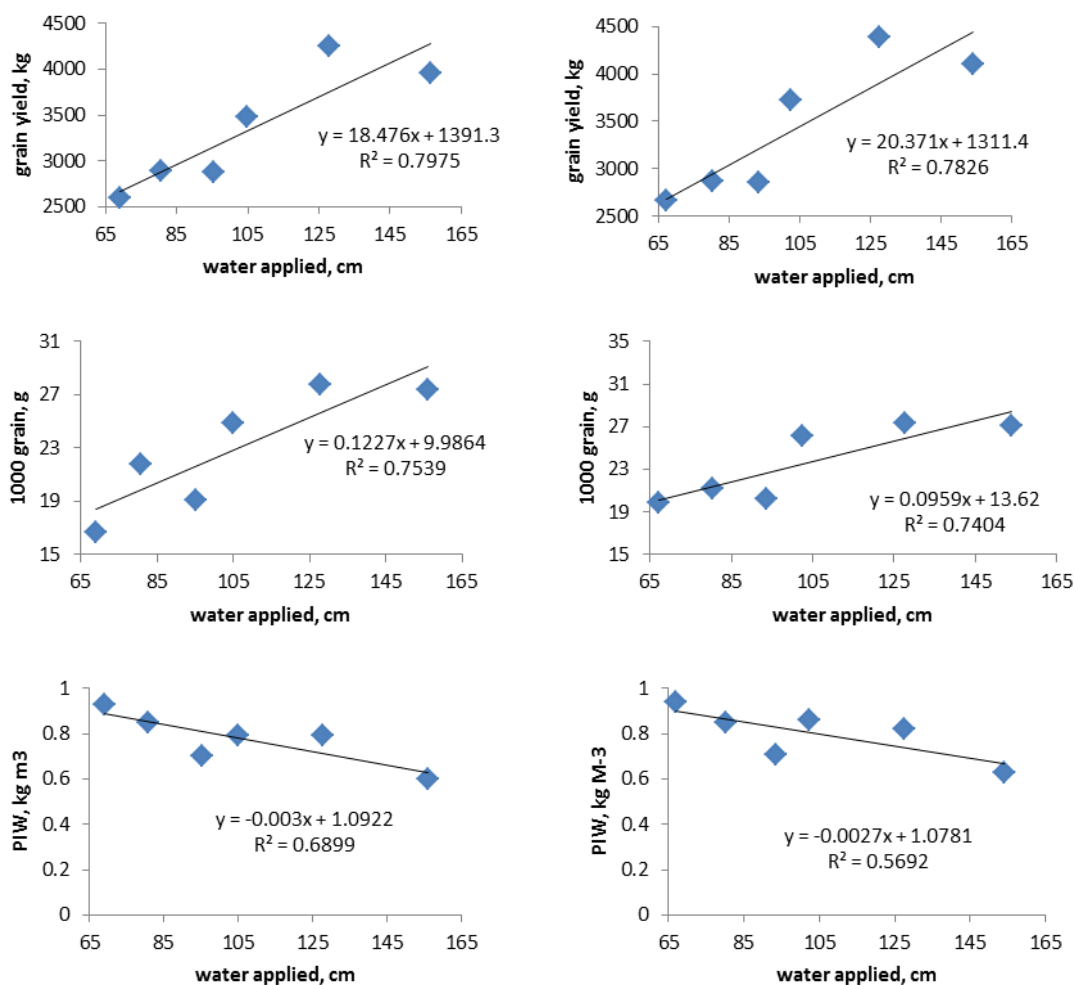 grain yield, kg
4500
4000
3500
3000
2500
y = 18.476x + 1391.3
R² = 0.7975
65 85 105 125 145 165
water applied, cm
grain yield, kg
4500
4000
3500
3000
2500
y = 20.371x + 1311.4
R² = 0.7826
65 85 105 125 145 165
water applied, cm
1000 grain, g
31
27
23
19
15
y = 0.1227x + 9.9864
R² = 0.7539
65 85 105 125 145 165
water applied, cm
1000 grain, g
35
31
27
23
19
15
y = 0.0959x + 13.62
R² = 0.7404
65 85 105 125 145 165
water applied, cm
PIW, kg m3
1
0.8
0.6
0.4
0.2
0
y = -0.003x + 1.0922
R² = 0.6899
65 85 105 125 145 165
water applied, cm
PIW, kg M-3
1
0.8
0.6
0.4
0.2
0
y = -0.0027x + 1.0781
R² = 0.5692
65 85 105 125 145 165
water applied, cm